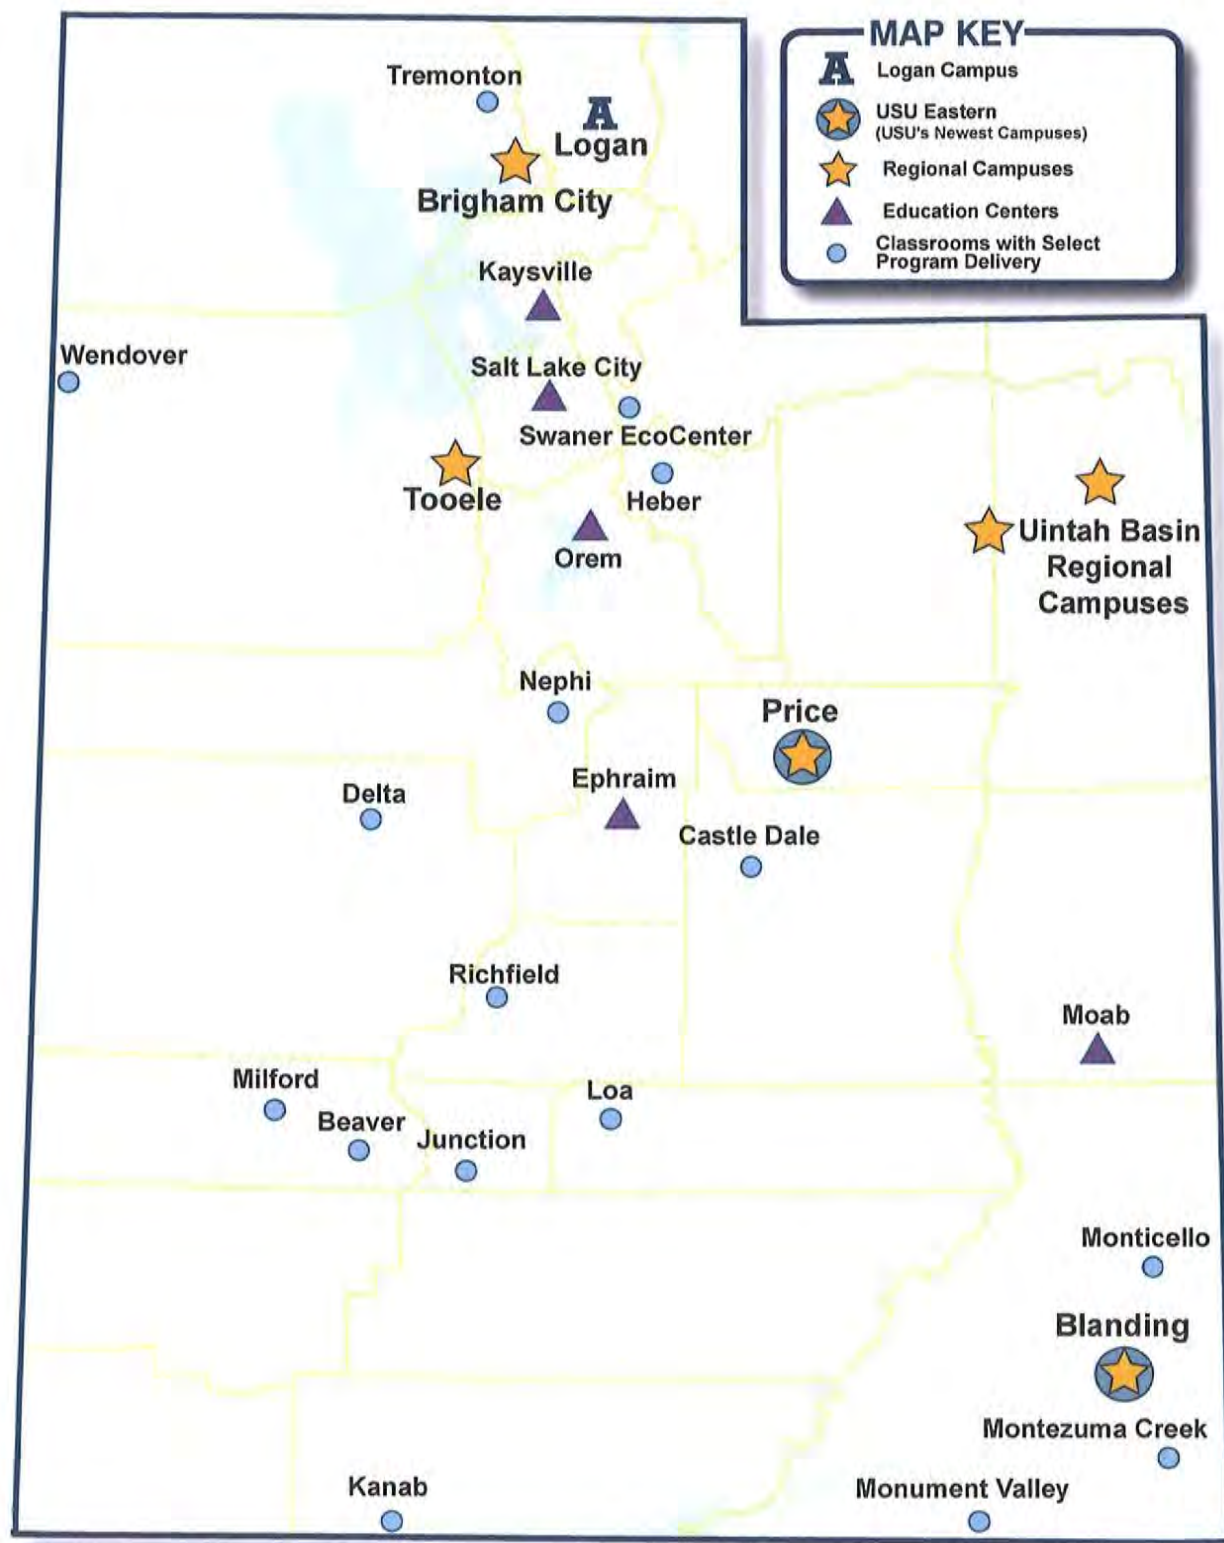 MAP KEY
A Logan Campus
USU Eastern
(USU's Newest Campuses)
Regional Campuses
Education Centers
Classrooms with Select
Program Delivery
Tremonton
A
Logan
Brigham City
Kaysville
Wendover
Salt Lake City
Swaner EcoCenter
Tooele
Heber
Orem
Uintah Basin
Regional
Campuses
Nephi
Price
Ephraim
Delta
Castle Dale
Richfield
Moab
Milford
Loa
Beaver
Junction
Monticello
Blanding
Montezuma Creek
Kanab
Monument Valley